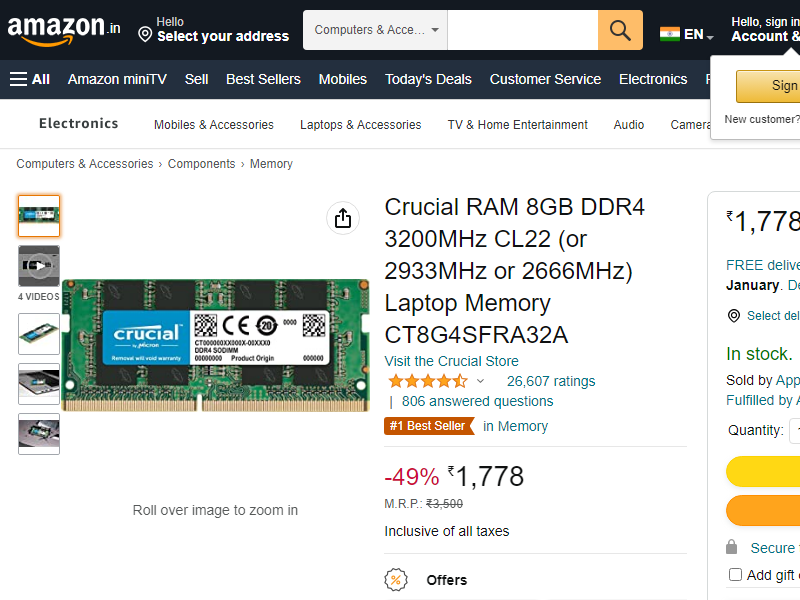 amazon.in
Hello
Select your address
Computers & Acce...
EN
Hello, sign in
Account &
All
Amazon miniTV
Sell
Best Sellers
Mobiles
Today's Deals
Customer Service
Electronics
Sign
New customer?
Electronics
Mobiles & Accessories
Laptops & Accessories
TV & Home Entertainment
Audio
Camera
Computers & Accessories › Components › Memory
4 VIDEOS
crucial
by Micron
Removal will void warranty
CT000000XX000X-00XXX0
DDR4 SODIMM
00000000 Product Origin
0000
000000
20
Roll over image to zoom in
Crucial RAM 8GB DDR4
3200MHz CL22 (or
2933MHz or 2666MHz)
Laptop Memory
CT8G4SFRA32A
Visit the Crucial Store
26,607 ratings
| 806 answered questions
#1 Best Seller in Memory
-49% ₹1,778
M.R.P.: ₹3,500
Inclusive of all taxes
Offers
₹1,778
FREE delive
January. De
Select del
In stock.
Sold by App
Fulfilled by A
Quantity:
Secure
Add gift